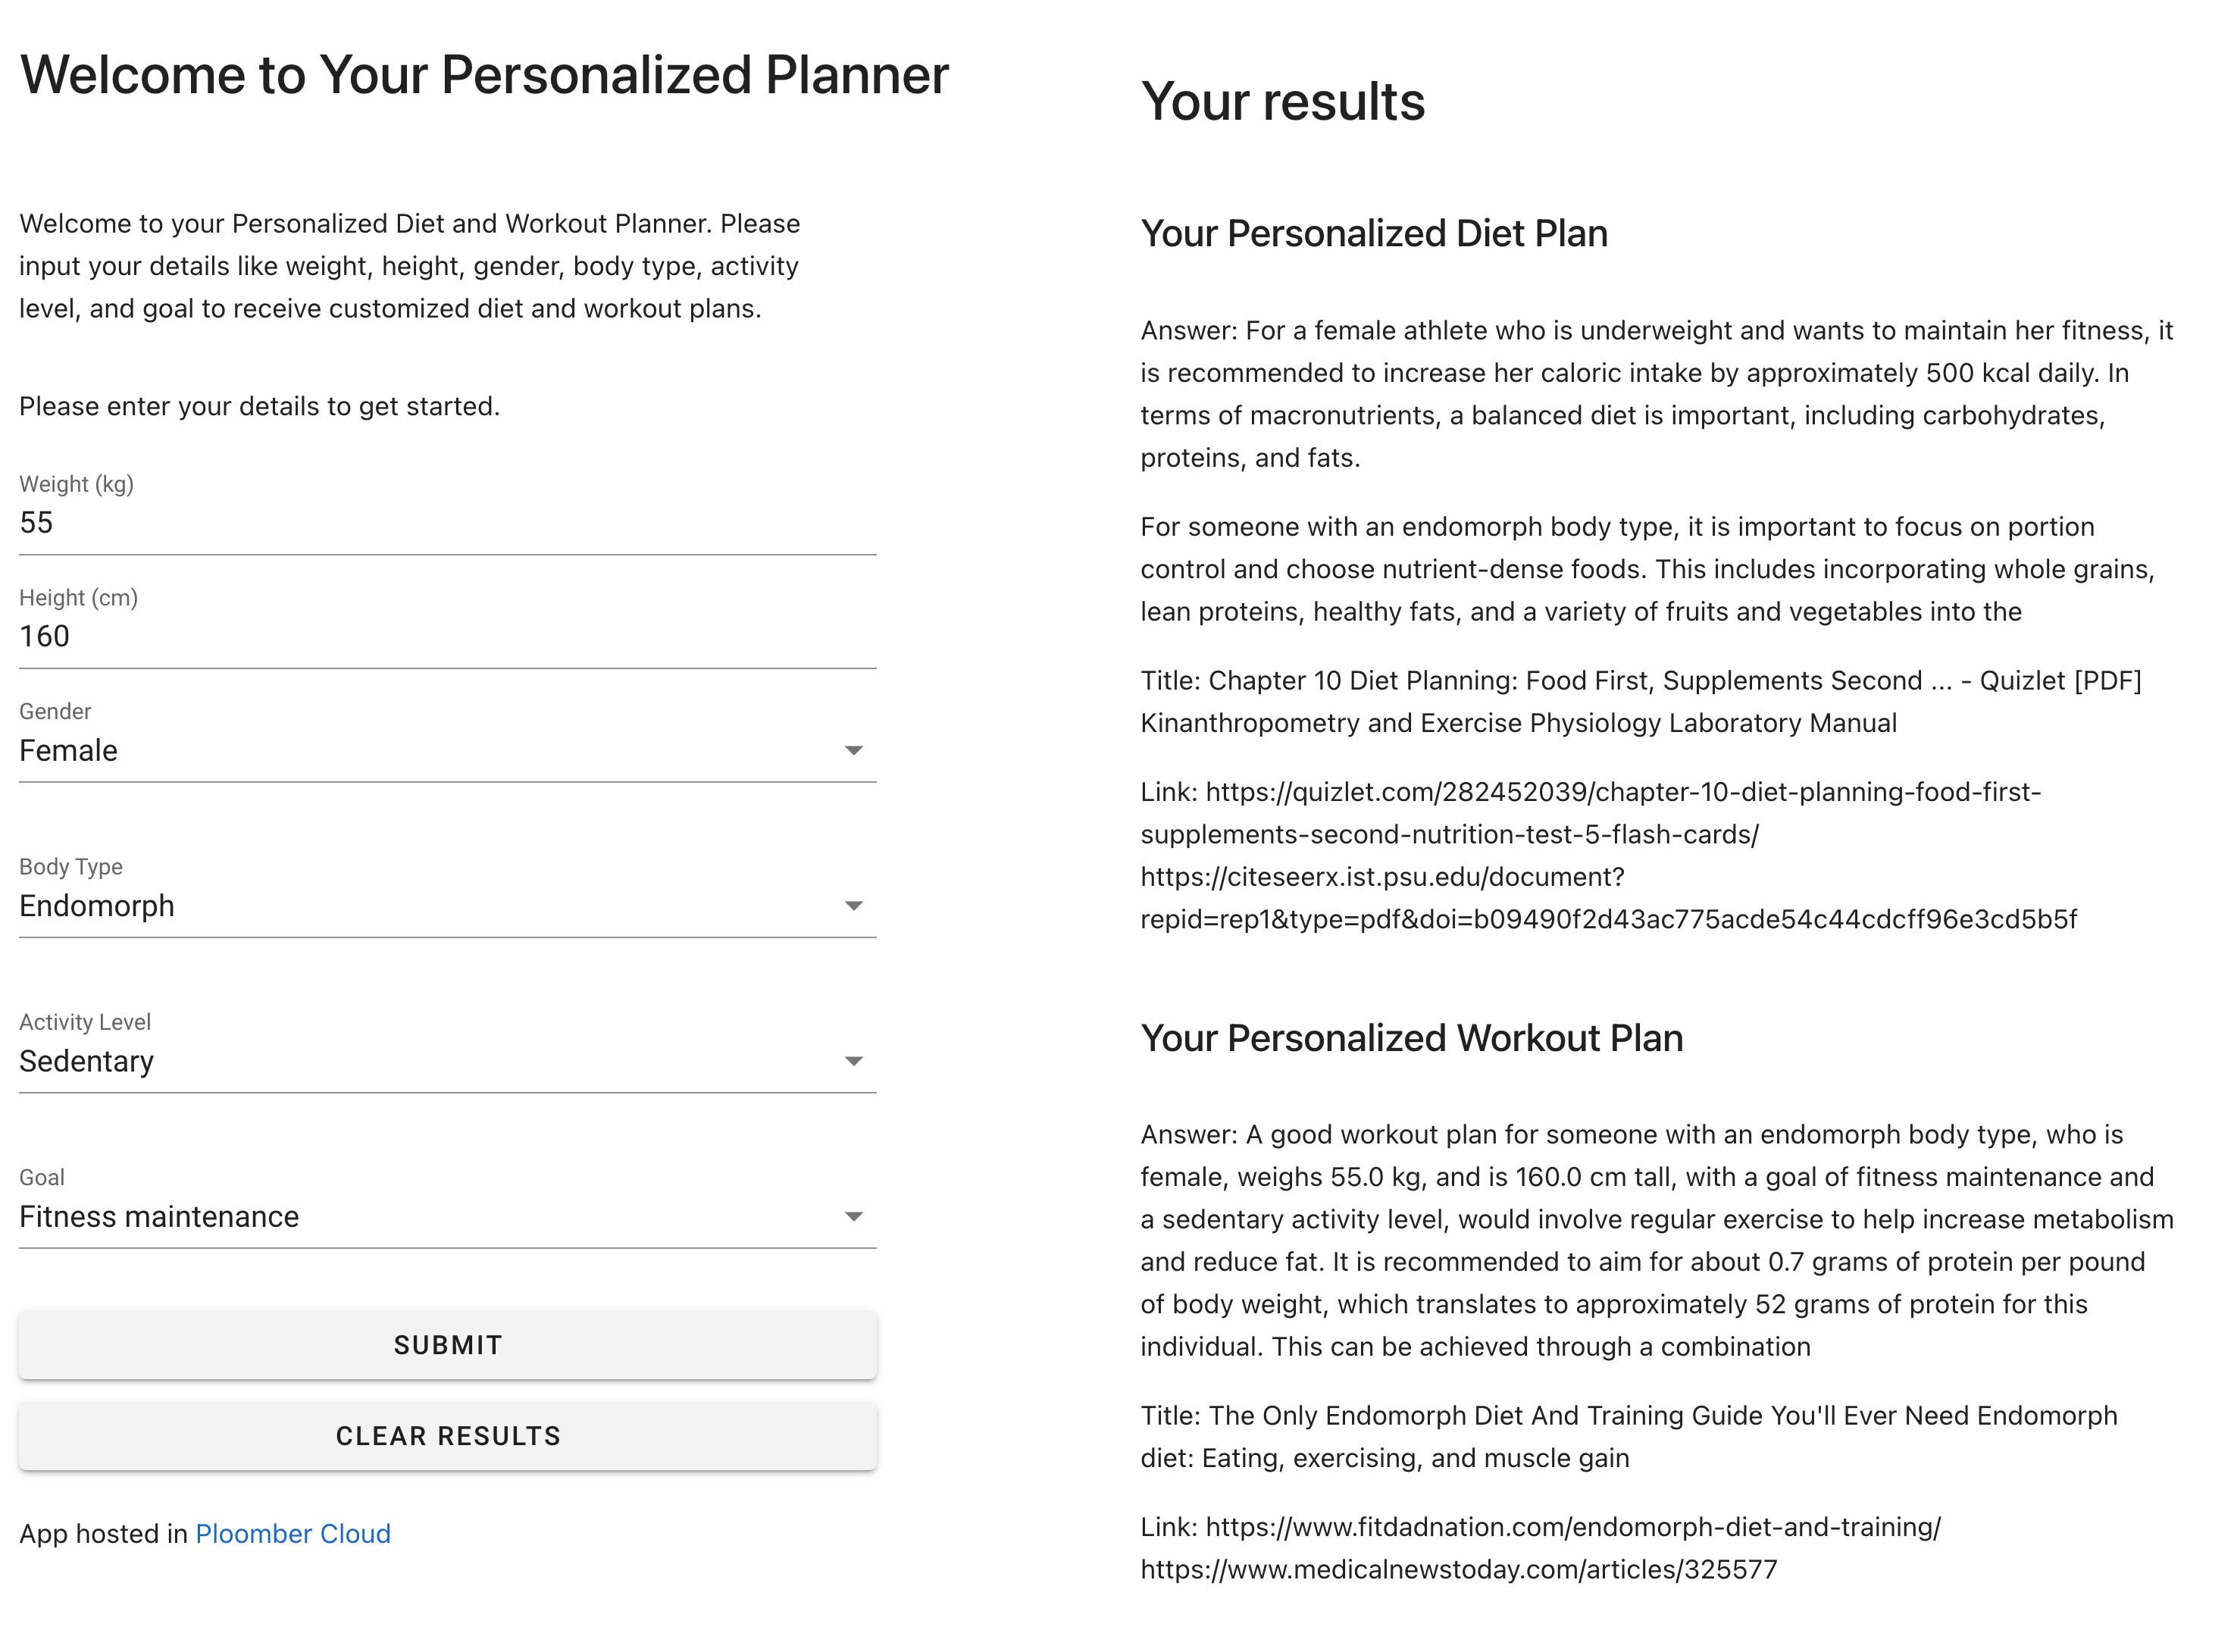 Welcome to Your Personalized Planner
Welcome to your Personalized Diet and Workout Planner. Please
input your details like weight, height, gender, body type, activity
level, and goal to receive customized diet and workout plans.
Please enter your details to get started.
Weight (kg)
55
Height (cm)
160
Gender
Female
Body Type
Endomorph
Activity Level
Sedentary
Goal
Fitness maintenance
SUBMIT
CLEAR RESULTS
App hosted in Ploomber Cloud
Your results
Your Personalized Diet Plan
Answer: For a female athlete who is underweight and wants to maintain her fitness, it
is recommended to increase her caloric intake by approximately 500 kcal daily. In
terms of macronutrients, a balanced diet is important, including carbohydrates,
proteins, and fats.
For someone with an endomorph body type, it is important to focus on portion
control and choose nutrient-dense foods. This includes incorporating whole grains,
lean proteins, healthy fats, and a variety of fruits and vegetables into the
Title: Chapter 10 Diet Planning: Food First, Supplements Second ... - Quizlet [PDF]
Kinanthropometry and Exercise Physiology Laboratory Manual
Link: https://quizlet.com/282452039/chapter-10-diet-planning-food-first-
supplements-second-nutrition-test-5-flash-cards/
https://citeseerx.ist.psu.edu/document?
repid=rep1&type=pdf&doi=b09490f2d43ac775acde54c44cdcff96e3cd5b5f
Your Personalized Workout Plan
Answer: A good workout plan for someone with an endomorph body type, who is
female, weighs 55.0 kg, and is 160.0 cm tall, with a goal of fitness maintenance and
a sedentary activity level, would involve regular exercise to help increase metabolism
and reduce fat. It is recommended to aim for about 0.7 grams of protein per pound
of body weight, which translates to approximately 52 grams of protein for this
individual. This can be achieved through a combination
Title: The Only Endomorph Diet And Training Guide You'll Ever Need Endomorph
diet: Eating, exercising, and muscle gain
Link: https://www.fitdadnation.com/endomorph-diet-and-training/
https://www.medicalnewstoday.com/articles/325577